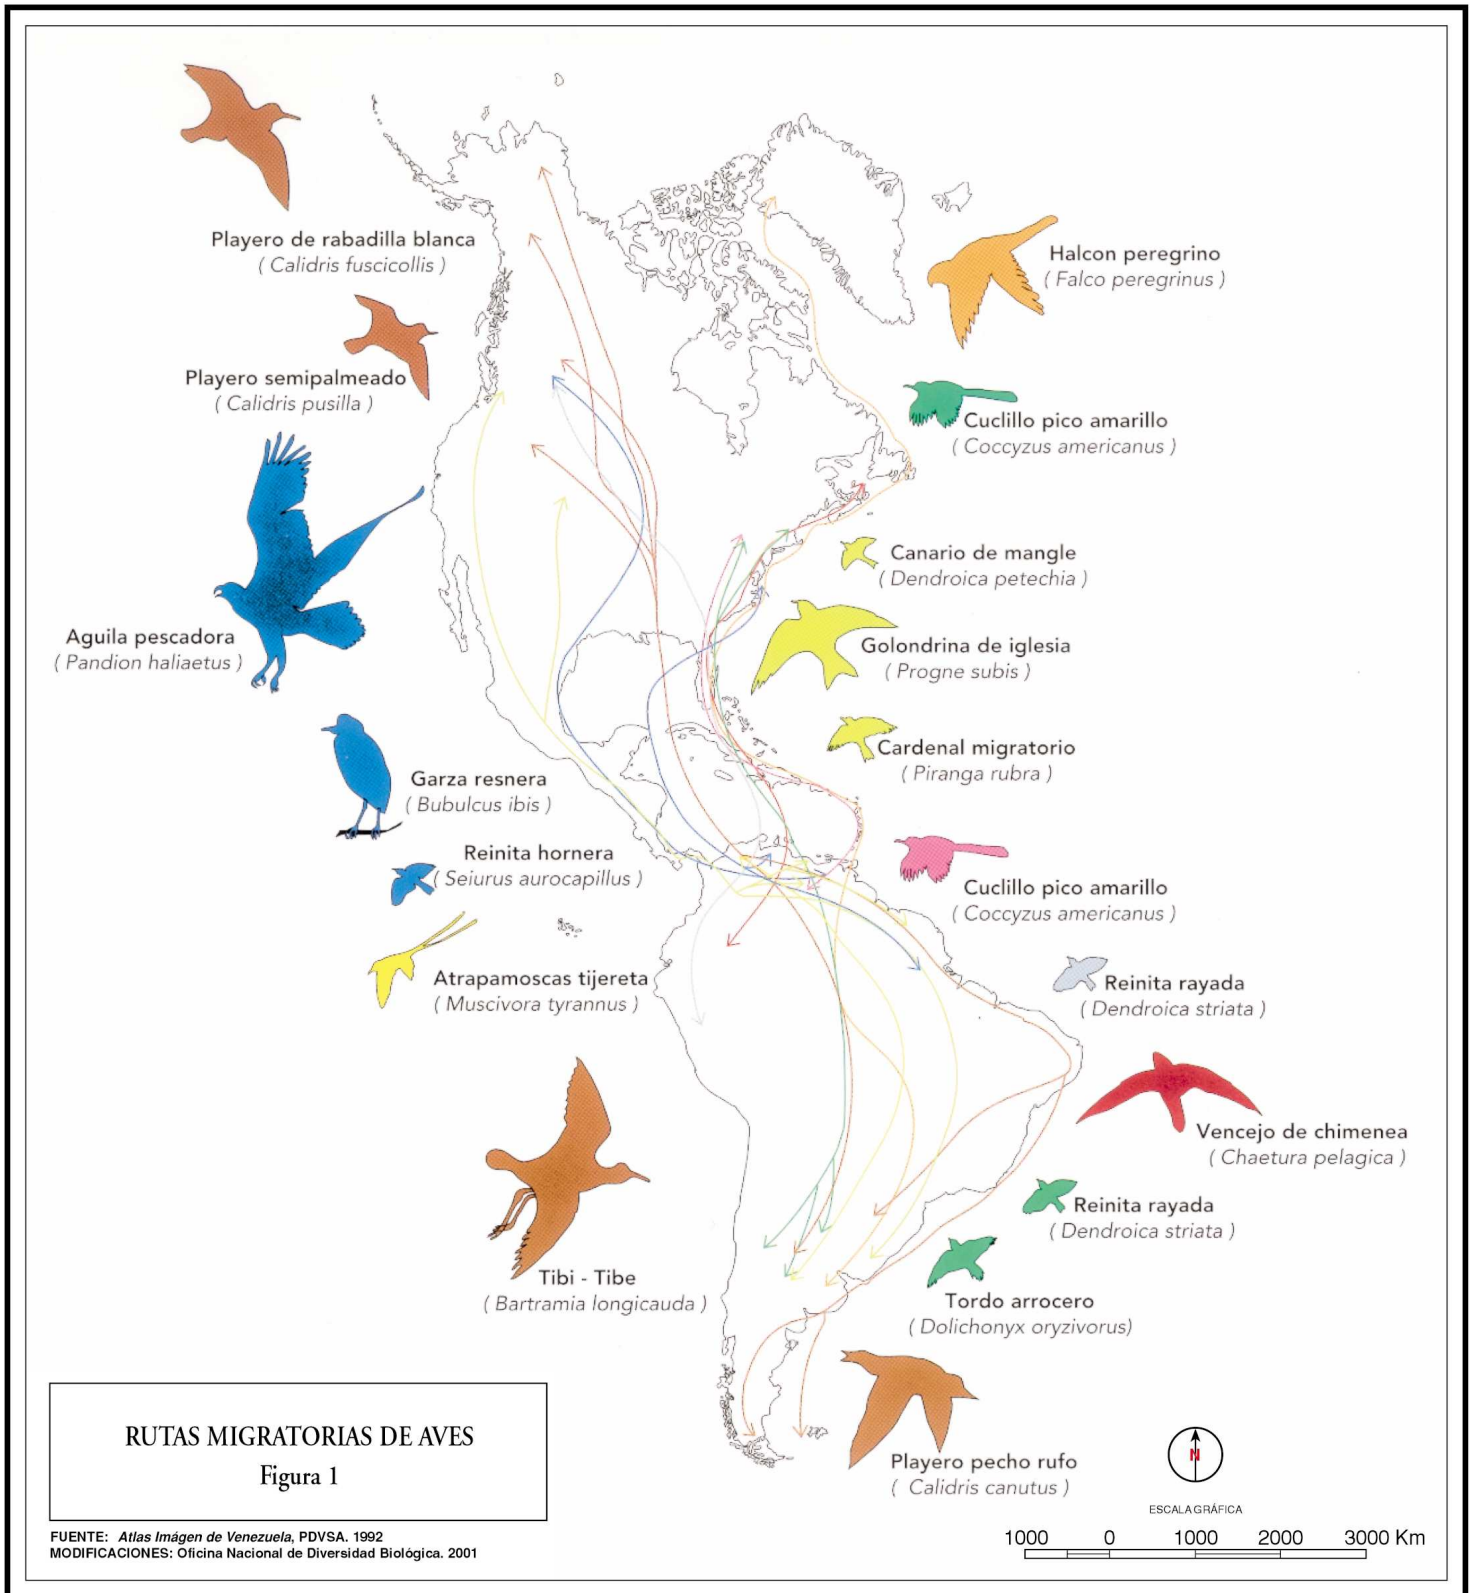 Playero de rabadilla blanca
( Calidris fuscicollis )
Halcon peregrino
( Falco peregrinus )
Playero semipalmeado
( Calidris pusilla )
Cuclillo pico amarillo
( Coccyzus americanus )
Canario de mangle
( Dendroica petechia )
Aguila pescadora
( Pandion haliaetus )
Golondrina de iglesia
( Progne subis )
Cardenal migratorio
( Piranga rubra )
Garza resnera
( Bubulcus ibis )
Reinita hornera
( Seiurus aurocapillus )
Cuclillo pico amarillo
( Coccyzus americanus )
Atrapamoscas tijereta
( Muscivora tyrannus )
Reinita rayada
( Dendroica striata )
Vencejo de chimenea
( Chaetura pelagica )
Reinita rayada
( Dendroica striata )
Tibi - Tibe
( Bartramia longicauda )
Tordo arrocero
( Dolichonyx oryzivorus)
Playero pecho rufo
( Calidris canutus )
RUTAS MIGRATORIAS DE AVES
Figura 1
N
ESCALA GRÁFICA
1000 0 1000 2000 3000 Km
FUENTE: Atlas Imágen de Venezuela, PDVSA. 1992
MODIFICACIONES: Oficina Nacional de Diversidad Biológica. 2001